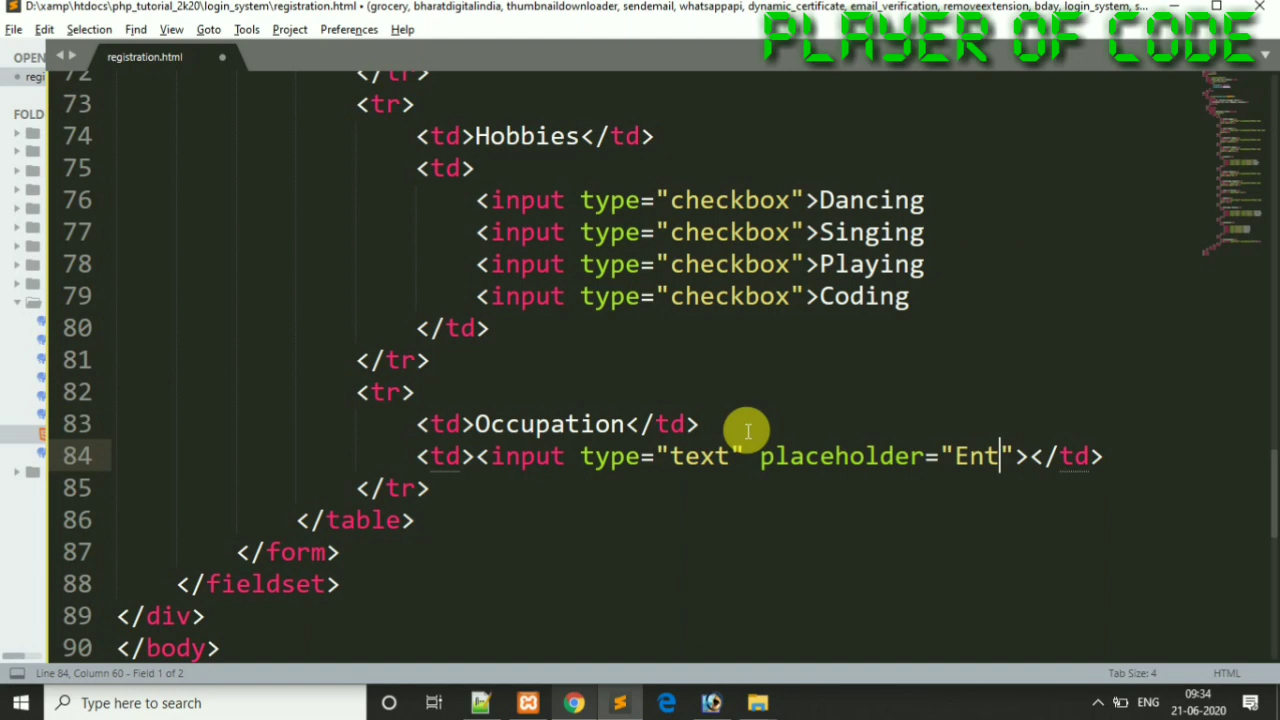 D:\xamp\htdocs\php_tutorial_2k20\login_system\registration.html • (grocery, bharatdigitalindia, thumbnaildownloader, sendemail, whatsappapi, dynamic_certificate, email_verification, removeextension, bday, login_system, s...
File Edit Selection Find View Goto Tools Project Preferences Help
PLAYER OF CODE
OPEN
registration.html
regi
FOLD
72 </tr>
73 <tr>
74 <td>Hobbies</td>
75 <td>
76 <input type="checkbox">Dancing
77 <input type="checkbox">Singing
78 <input type="checkbox">Playing
79 <input type="checkbox">Coding
80 </td>
81 </tr>
82 <tr>
83 <td>Occupation</td>
84 <td><input type="text" placeholder="Ent"></td>
85 </tr>
86 </table>
87 </form>
88 </fieldset>
89 </div>
90 </body>
Line 84, Column 60 - Field 1 of 2
Tab Size: 4
HTML
Type here to search
ENG
09:34
21-06-2020